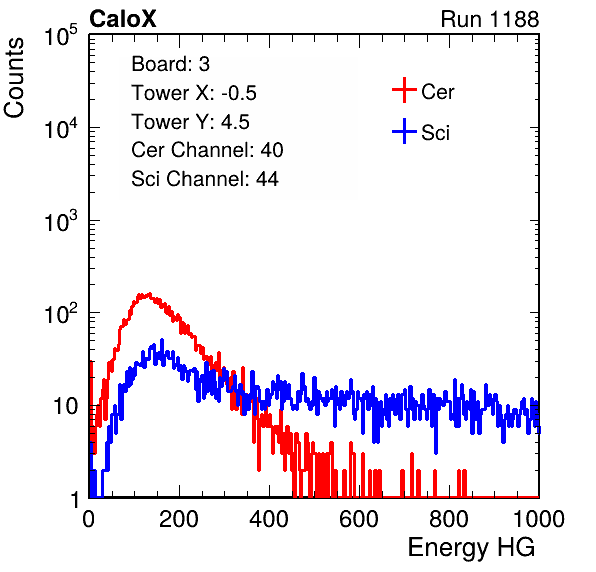 CaloX Run 1188
Counts
10^5
10^4
10^3
10^2
10
1
Board: 3
Tower X: -0.5
Tower Y: 4.5
Cer Channel: 40
Sci Channel: 44
Cer
Sci
0 200 400 600 800 1000
Energy HG